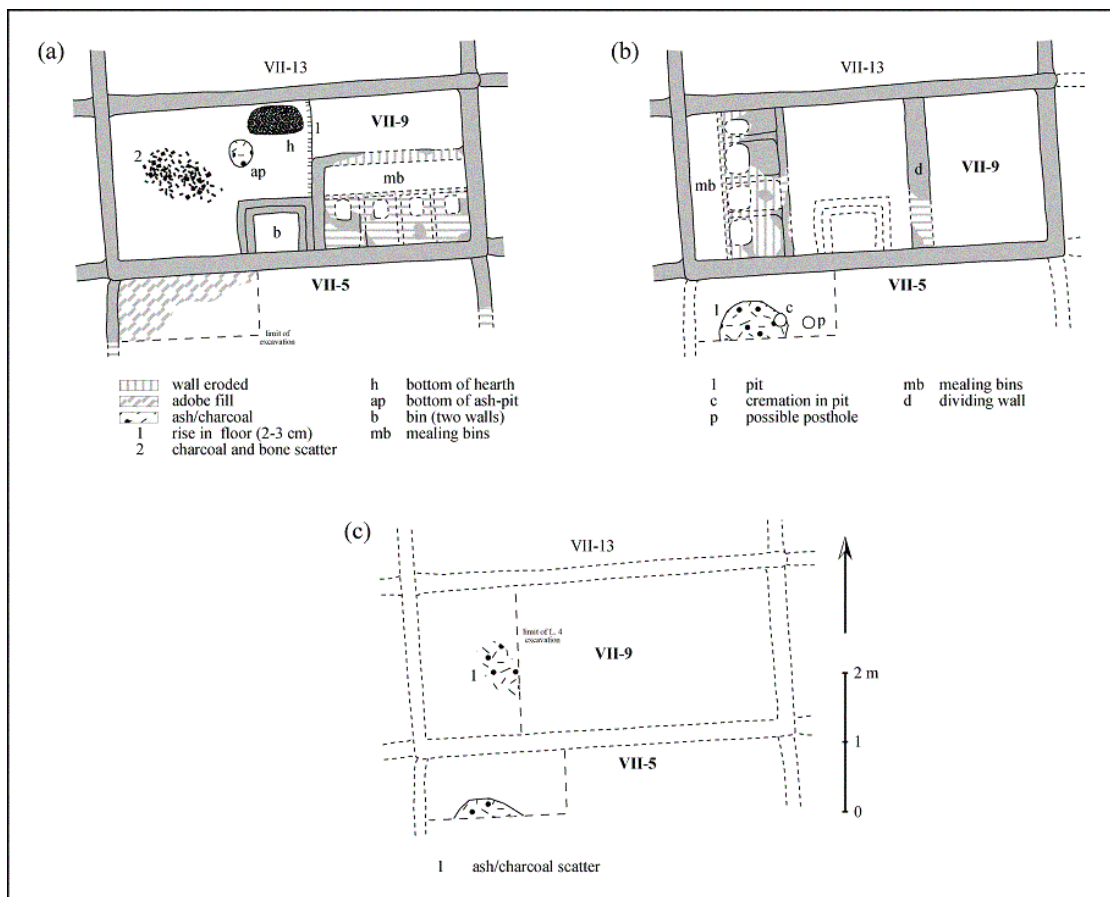 (a)
VII-13
2
h
1
ap
VII-9
mb
b
VII-5
limit of
excavation
wall eroded
adobe fill
ash/charcoal
1 rise in floor (2-3 cm)
2 charcoal and bone scatter
h bottom of hearth
ap bottom of ash-pit
b bin (two walls)
mb mealing bins
(b)
VII-13
mb
d
VII-9
VII-5
1
c
p
1 pit
c cremation in pit
p possible posthole
mb mealing bins
d dividing wall
(c)
VII-13
limit of L. 4
excavation
1
VII-9
VII-5
2 m
1
0
1 ash/charcoal scatter